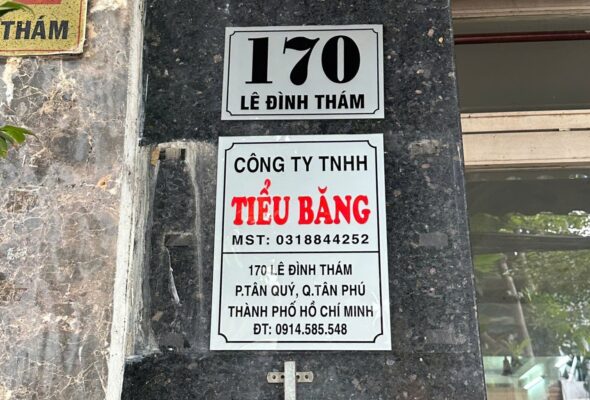 THÁM
170
LÊ ĐÌNH THÁM
CÔNG TY TNHH
TIỂU BĂNG
MST: 0318844252
170 LÊ ĐÌNH THÁM
P.TÂN QUÝ, Q.TÂN PHÚ
THÀNH PHỐ HỒ CHÍ MINH
ĐT: 0914.585.548